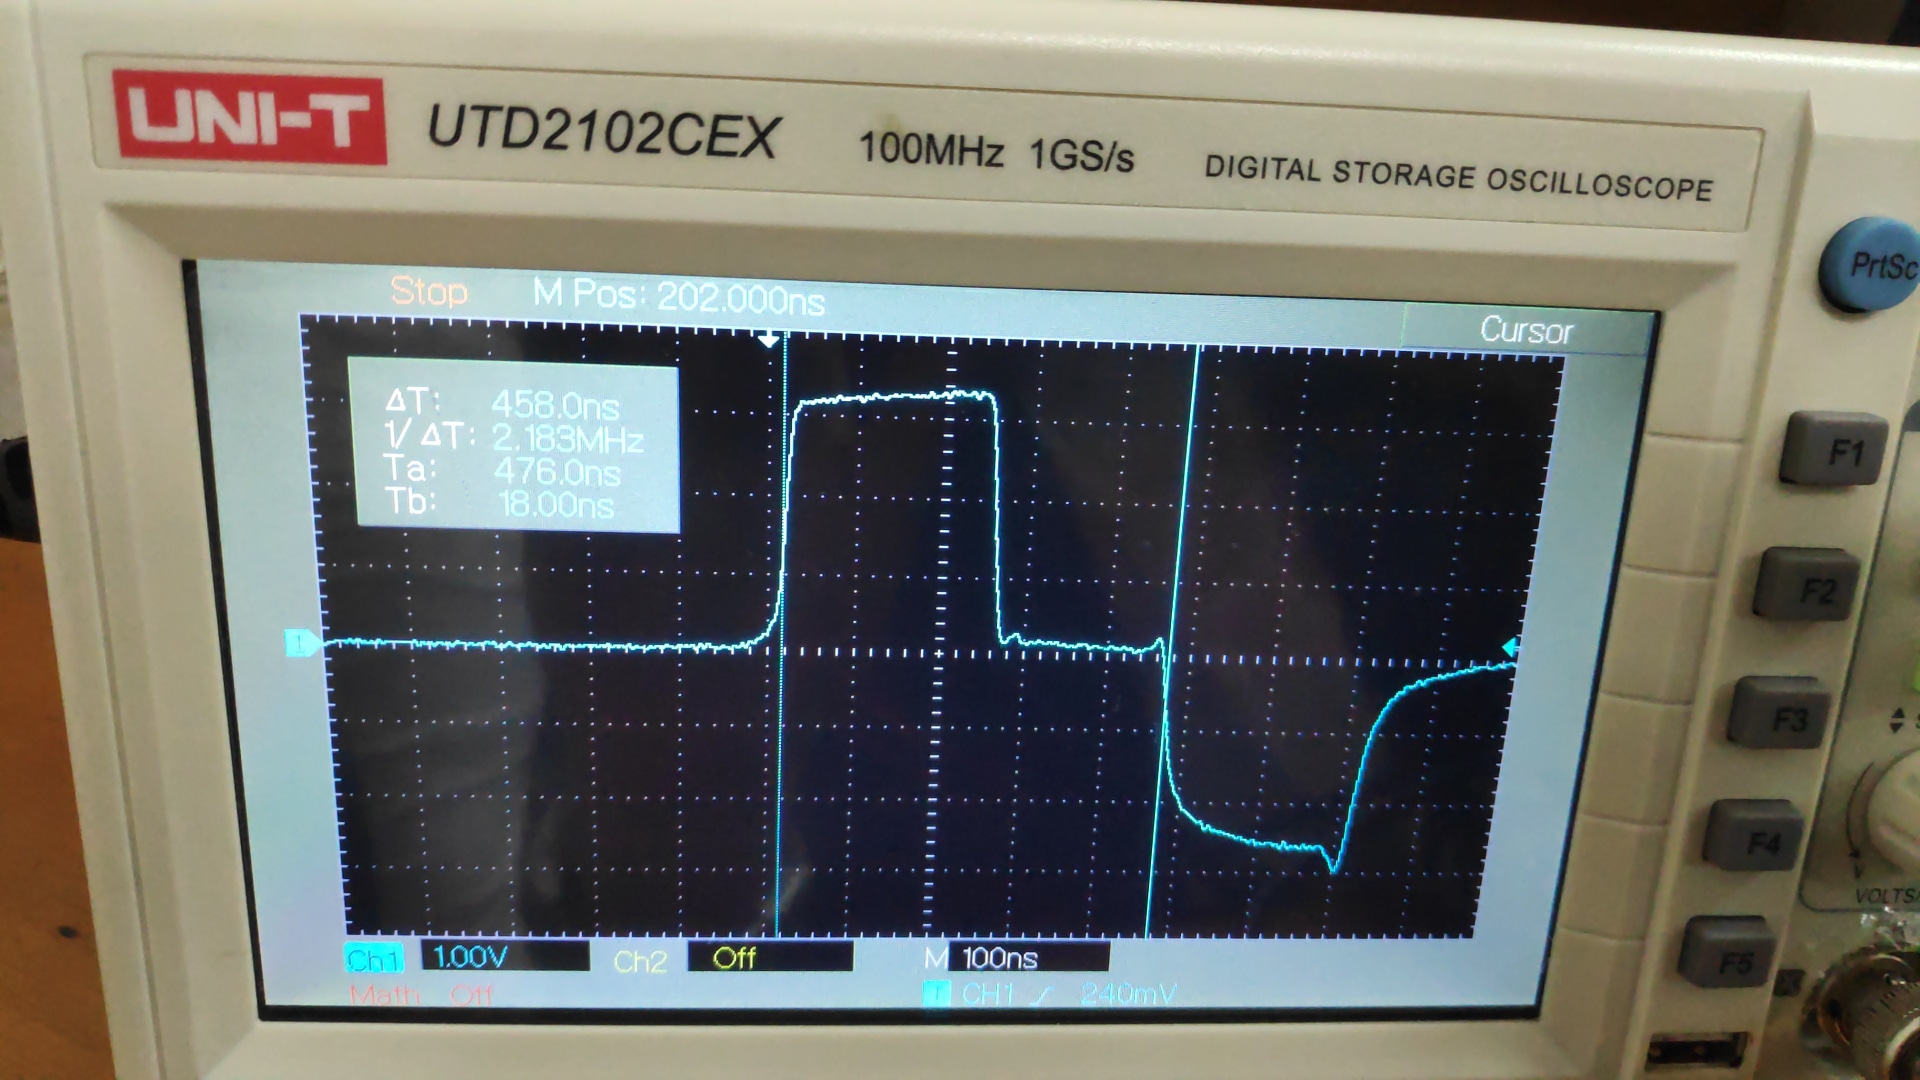 UNI-T UTD2102CEX 100MHz 1GS/s DIGITAL STORAGE OSCILLOSCOPE
PrtSc
Stop M Pos: 202.000ns
Cursor
ΔT: 458.0ns
1/ΔT: 2.183MHz
Ta: 476.0ns
Tb: 18.00ns
1
F1
F2
F3
F4
F5
VOLTS/
Ch1 1.00V Ch2 Off M 100ns
Math Off T CH1 240mV